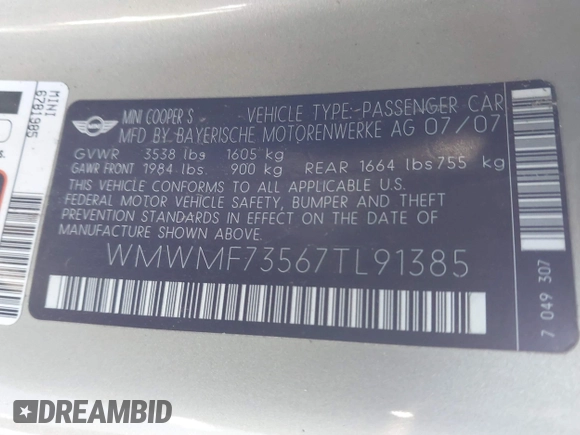 MINI COOPER S VEHICLE TYPE:-PASSENGER CAR
MFD BY BAYERISCHE MOTORENWERKE AG 07/07
GVWR 3538 lbs 1605 kg
GAWR FRONT 1984 lbs. 900 kg REAR 1664 lbs 755 kg
THIS VEHICLE CONFORMS TO ALL APPLICABLE U.S.
FEDERAL MOTOR VEHICLE SAFETY, BUMPER AND THEFT
PREVENTION STANDARDS IN EFFECT ON THE DATE OF
MANUFACTURE SHOWN ABOVE.
WMWMF73567TL91385
7 049 307
MINI
6781985
DREAMBID